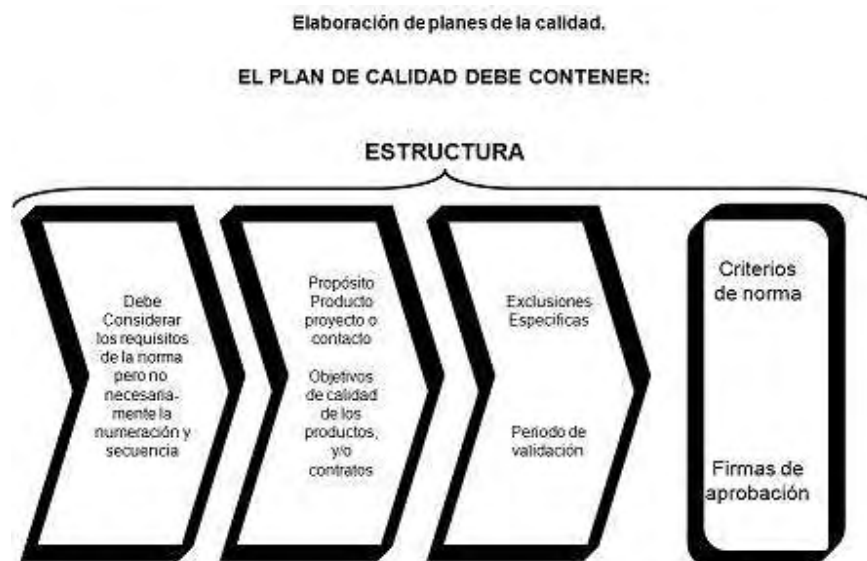 Elaboración de planes de la calidad.
EL PLAN DE CALIDAD DEBE CONTENER:
ESTRUCTURA
Debe
Considerar
los requisitos
de la norma
pero no
necesaria-
mente la
numeración y
secuencia
Propósito
Producto
proyecto o
contacto
Objetivos
de calidad
de los
productos,
y/o
contratos
Exclusiones
Especificas
Periodo de
validación
Criterios
de norma
Firmas de
aprobación